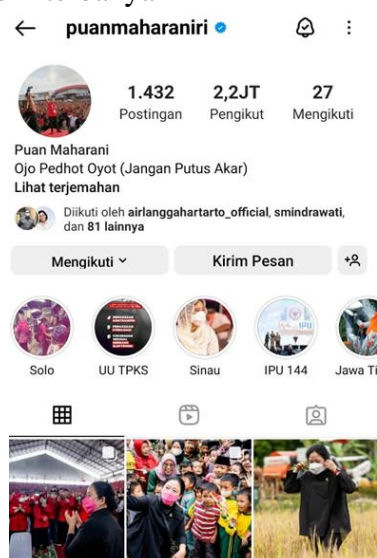 puanmaharaniri
1.432 2,2JT 27
Postingan Pengikut Mengikuti
Puan Maharani
Ojo Pedhot Oyot (Jangan Putus Akar)
Lihat terjemahan
Diikuti oleh airlanggahartarto_official, smindrawati,
dan 81 lainnya
Mengikuti Kirim Pesan
Solo UU TPKS Sinau IPU 144 Jawa Ti